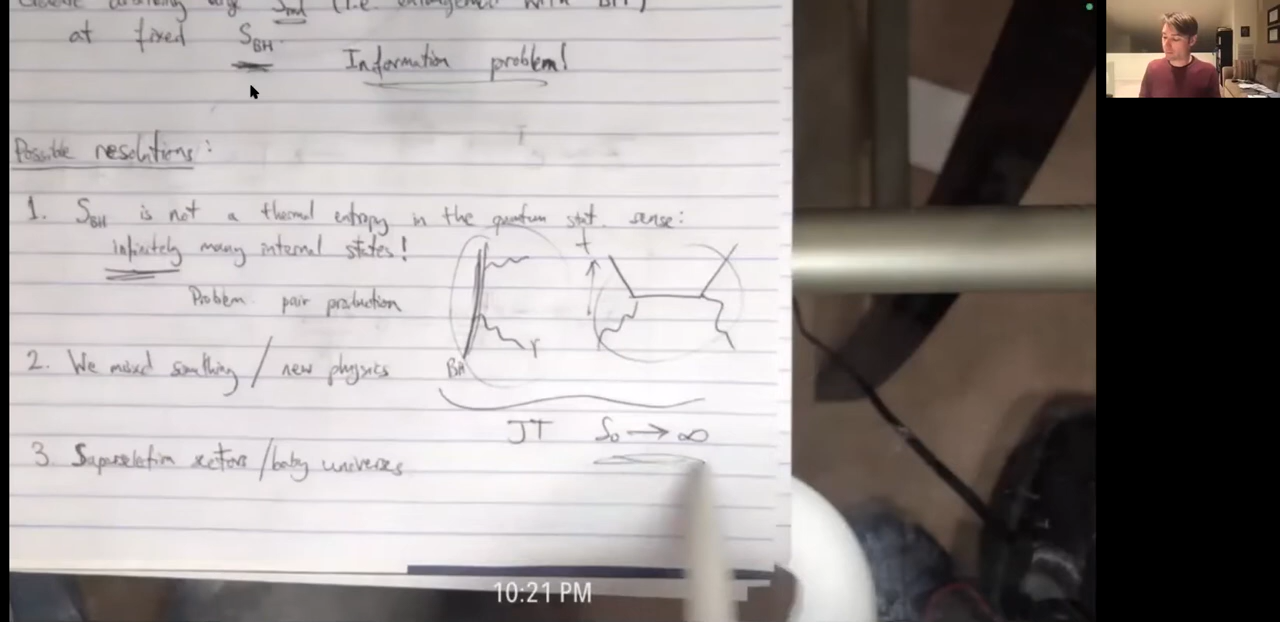 at fixed S_BH
Information problem!
Possible resolutions:
1. S_BH is not a thermal entropy in the quantum stat. sense:
Infinitely many internal states!
t
Problem: pair production
2. We missed something / new physics
BH
r
JT S₀ → ∞
3. Superselection sectors / baby universes
10:21 PM